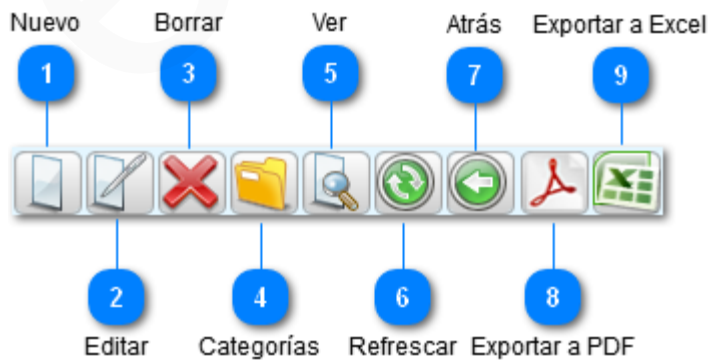 Nuevo Borrar Ver Atrás Exportar a Excel
1 3 5 7 9
2 4 6 8
Editar Categorías Refrescar Exportar a PDF